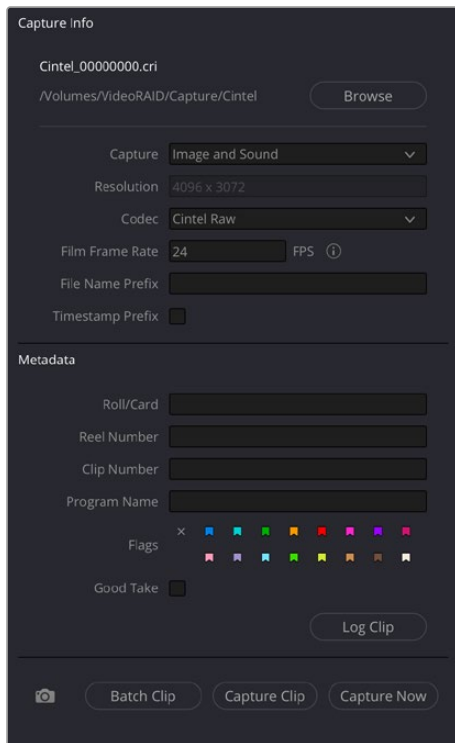 Capture Info
Cintel_00000000.cri
/Volumes/VideoRAID/Capture/Cintel
Browse
Capture Image and Sound
Resolution 4096 x 3072
Codec Cintel Raw
Film Frame Rate 24 FPS
File Name Prefix
Timestamp Prefix
Metadata
Roll/Card
Reel Number
Clip Number
Program Name
Flags
Good Take
Log Clip
Batch Clip Capture Clip Capture Now